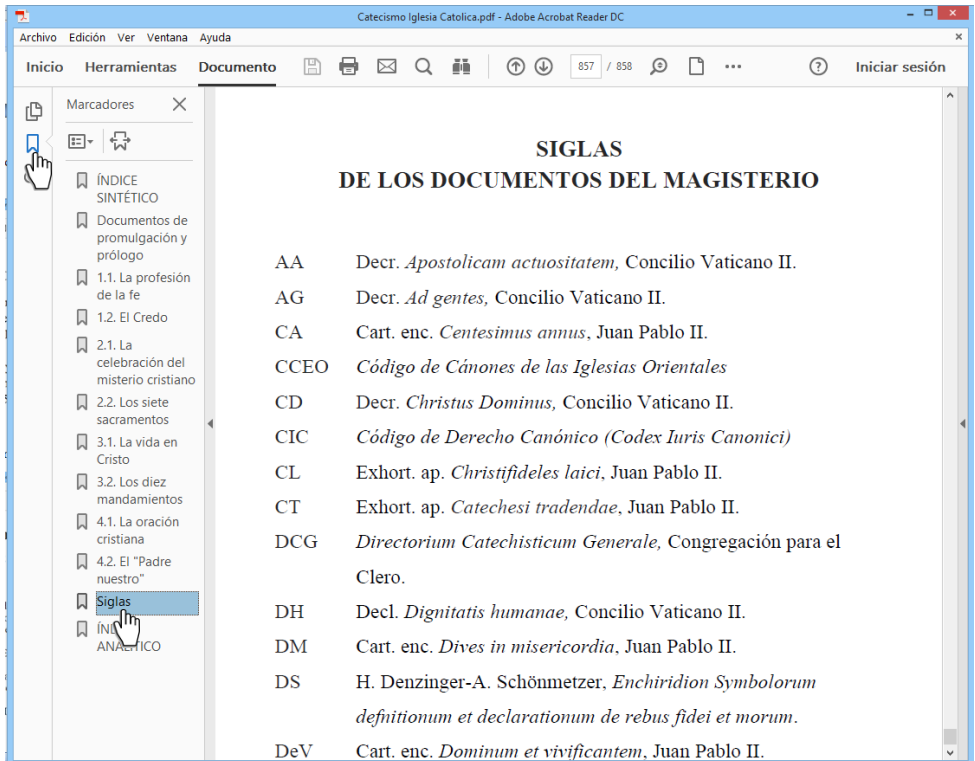 Catecismo Iglesia Catolica.pdf - Adobe Acrobat Reader DC
Archivo Edición Ver Ventana Ayuda
Inicio Herramientas Documento 857 / 858 Iniciar sesión
Marcadores
ÍNDICE
SINTÉTICO
Documentos de
promulgación y
prólogo
1.1. La profesión
de la fe
1.2. El Credo
2.1. La
celebración del
misterio cristiano
2.2. Los siete
sacramentos
3.1. La vida en
Cristo
3.2. Los diez
mandamientos
4.1. La oración
cristiana
4.2. El "Padre
nuestro"
Siglas
SIGLAS
DE LOS DOCUMENTOS DEL MAGISTERIO
AA Decr. Apostolicam actuositatem, Concilio Vaticano II.
AG Decr. Ad gentes, Concilio Vaticano II.
CA Cart. enc. Centesimus annus, Juan Pablo II.
CCEO Código de Cánones de las Iglesias Orientales
CD Decr. Christus Dominus, Concilio Vaticano II.
CIC Código de Derecho Canónico (Codex Iuris Canonici)
CL Exhort. ap. Christifideles laici, Juan Pablo II.
CT Exhort. ap. Catechesi tradendae, Juan Pablo II.
DCG Directorium Catechisticum Generale, Congregación para el
Clero.
DH Decl. Dignitatis humanae, Concilio Vaticano II.
DM Cart. enc. Dives in misericordia, Juan Pablo II.
DS H. Denzinger-A. Schönmetzer, Enchiridion Symbolorum
defnitionum et declarationum de rebus fidei et morum.
DeV Cart. enc. Dominum et vivificantem, Juan Pablo II.